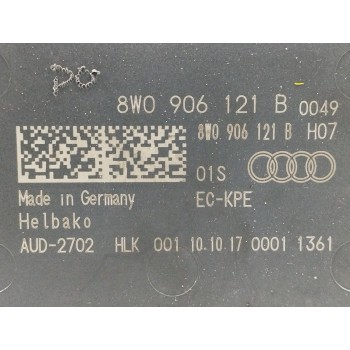 PO
8W0 906 121 B 0049
8W0 906 121 B H07
01S
Made in Germany EC-KPE
Helbako
AUD-2702 HLK 001 10.10.17 0001 1361